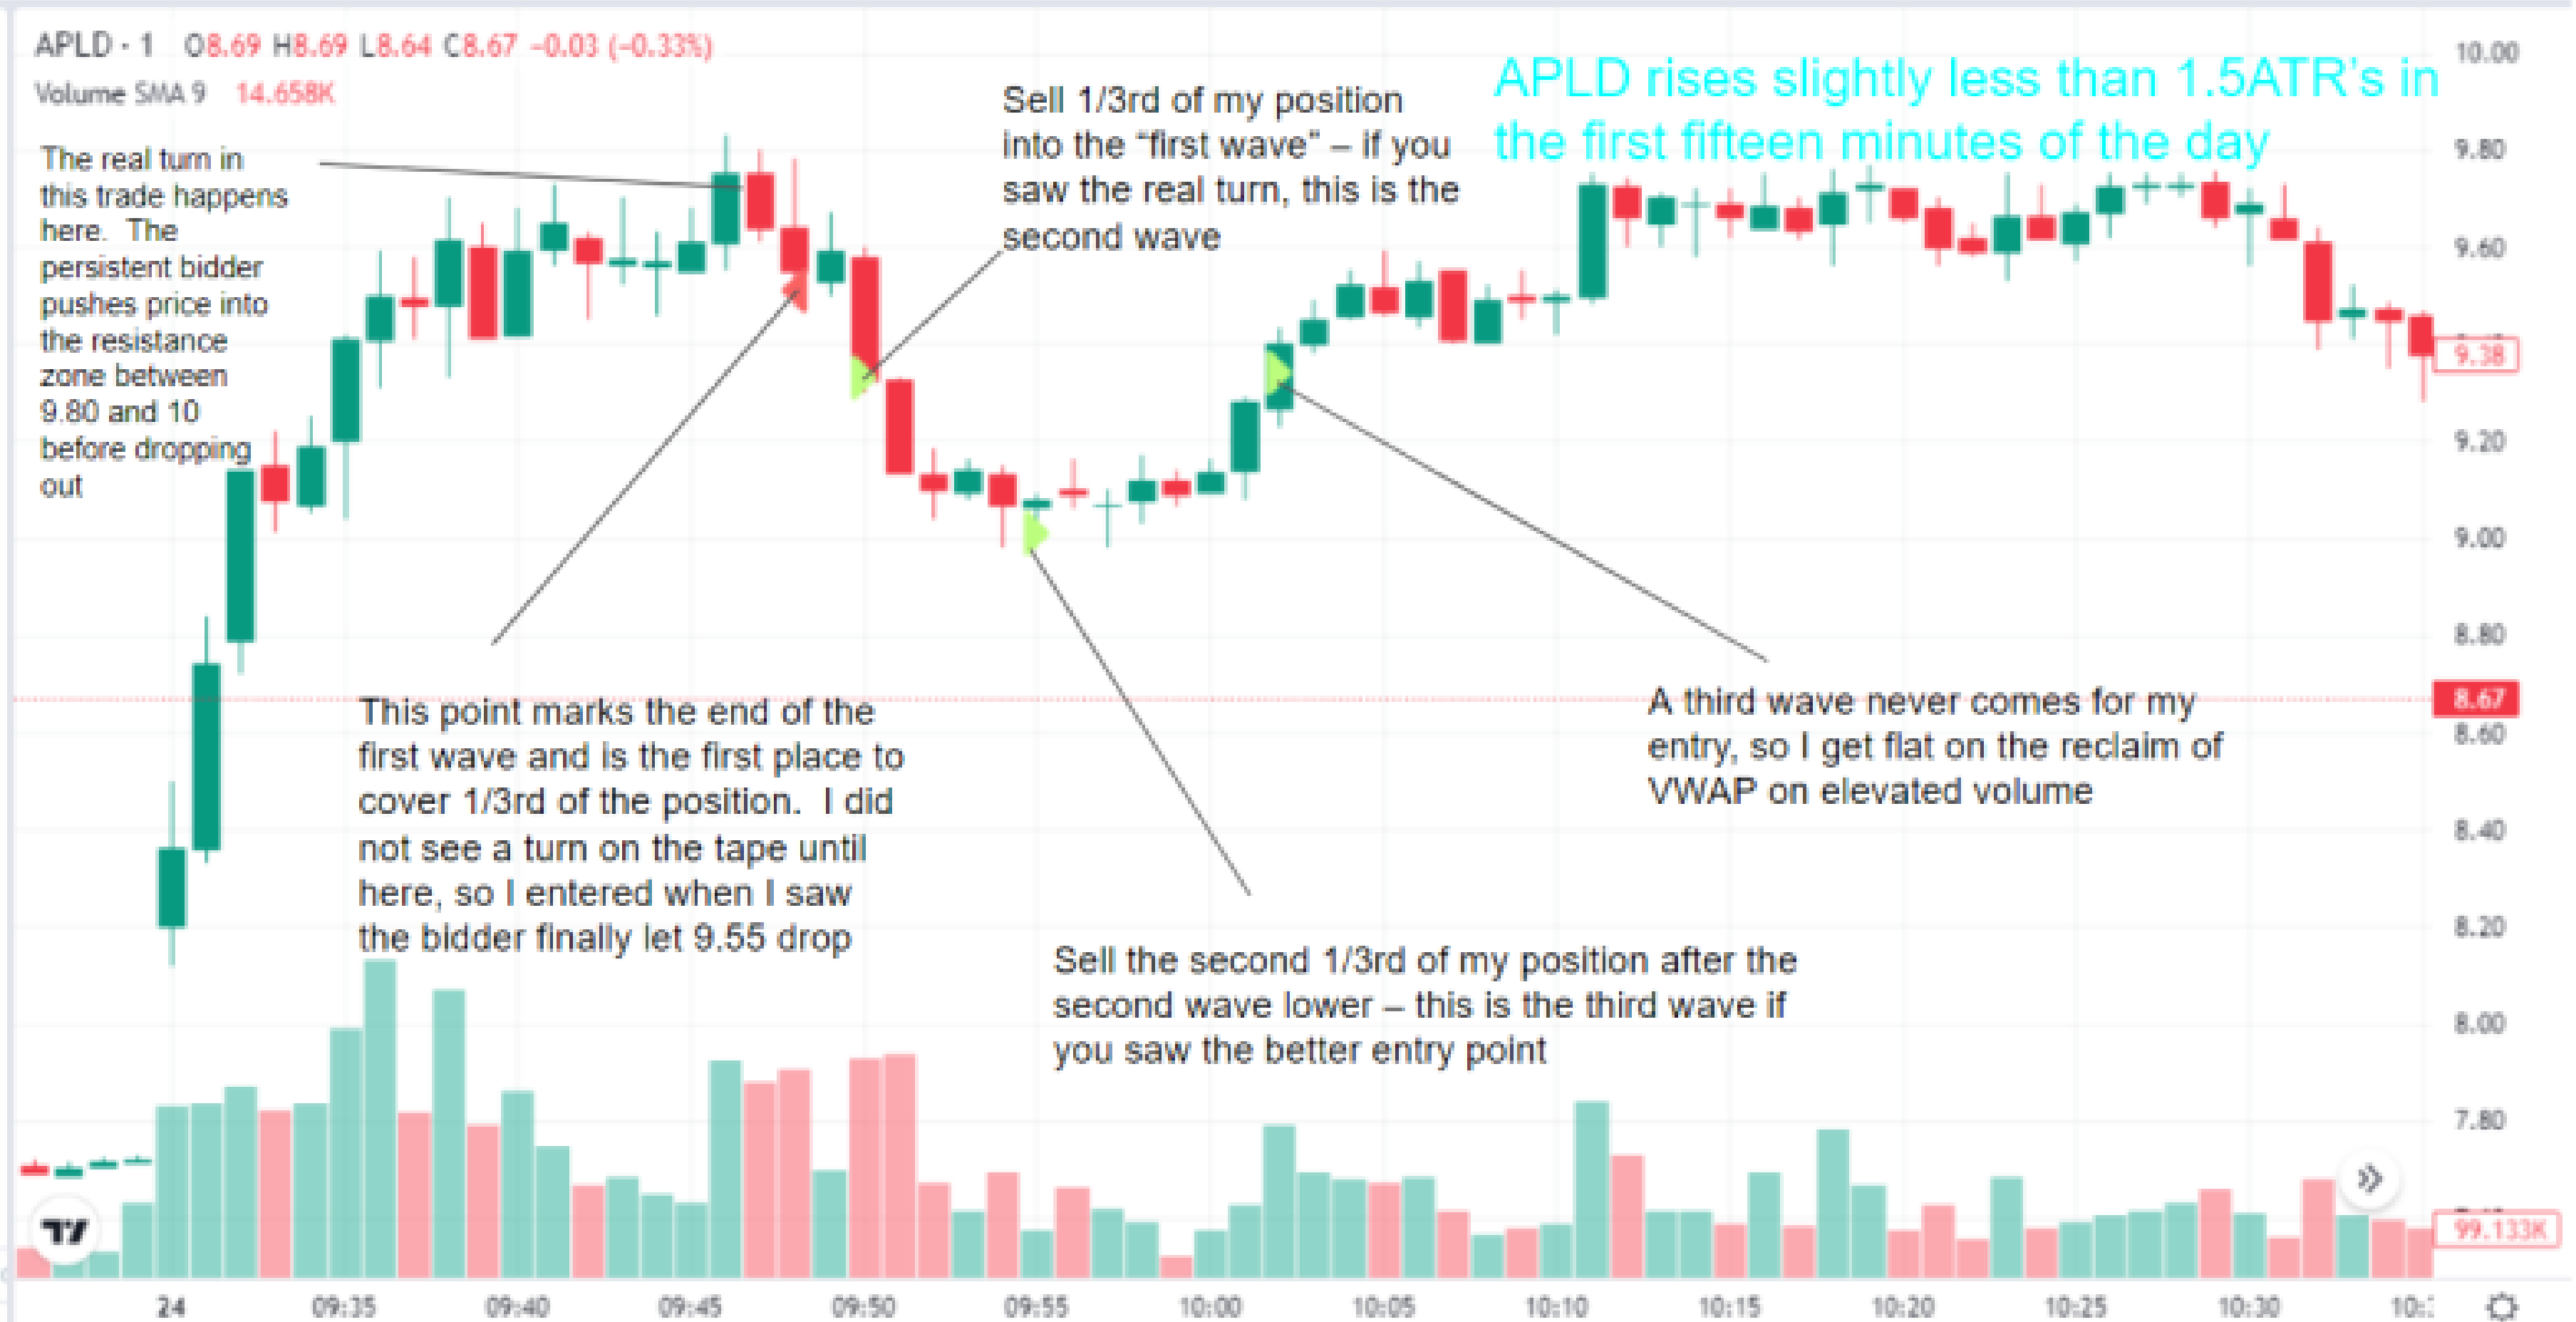 APLD · 1 O8.69 H8.69 L8.64 C8.67 −0.03 (−0.33%)
Volume SMA 9 14.658K
The real turn in
this trade happens
here. The
persistent bidder
pushes price into
the resistance
zone between
9.80 and 10
before dropping
out
Sell 1/3rd of my position
into the “first wave” – if you
saw the real turn, this is the
second wave
APLD rises slightly less than 1.5ATR’s in
the first fifteen minutes of the day
This point marks the end of the
first wave and is the first place to
cover 1/3rd of the position. I did
not see a turn on the tape until
here, so I entered when I saw
the bidder finally let 9.55 drop
Sell the second 1/3rd of my position after the
second wave lower – this is the third wave if
you saw the better entry point
A third wave never comes for my
entry, so I get flat on the reclaim of
VWAP on elevated volume
10.00
9.80
9.60
9.38
9.20
9.00
8.80
8.67
8.60
8.40
8.20
8.00
7.80
99.133K
24 09:35 09:40 09:45 09:50 09:55 10:00 10:05 10:10 10:15 10:20 10:25 10:30